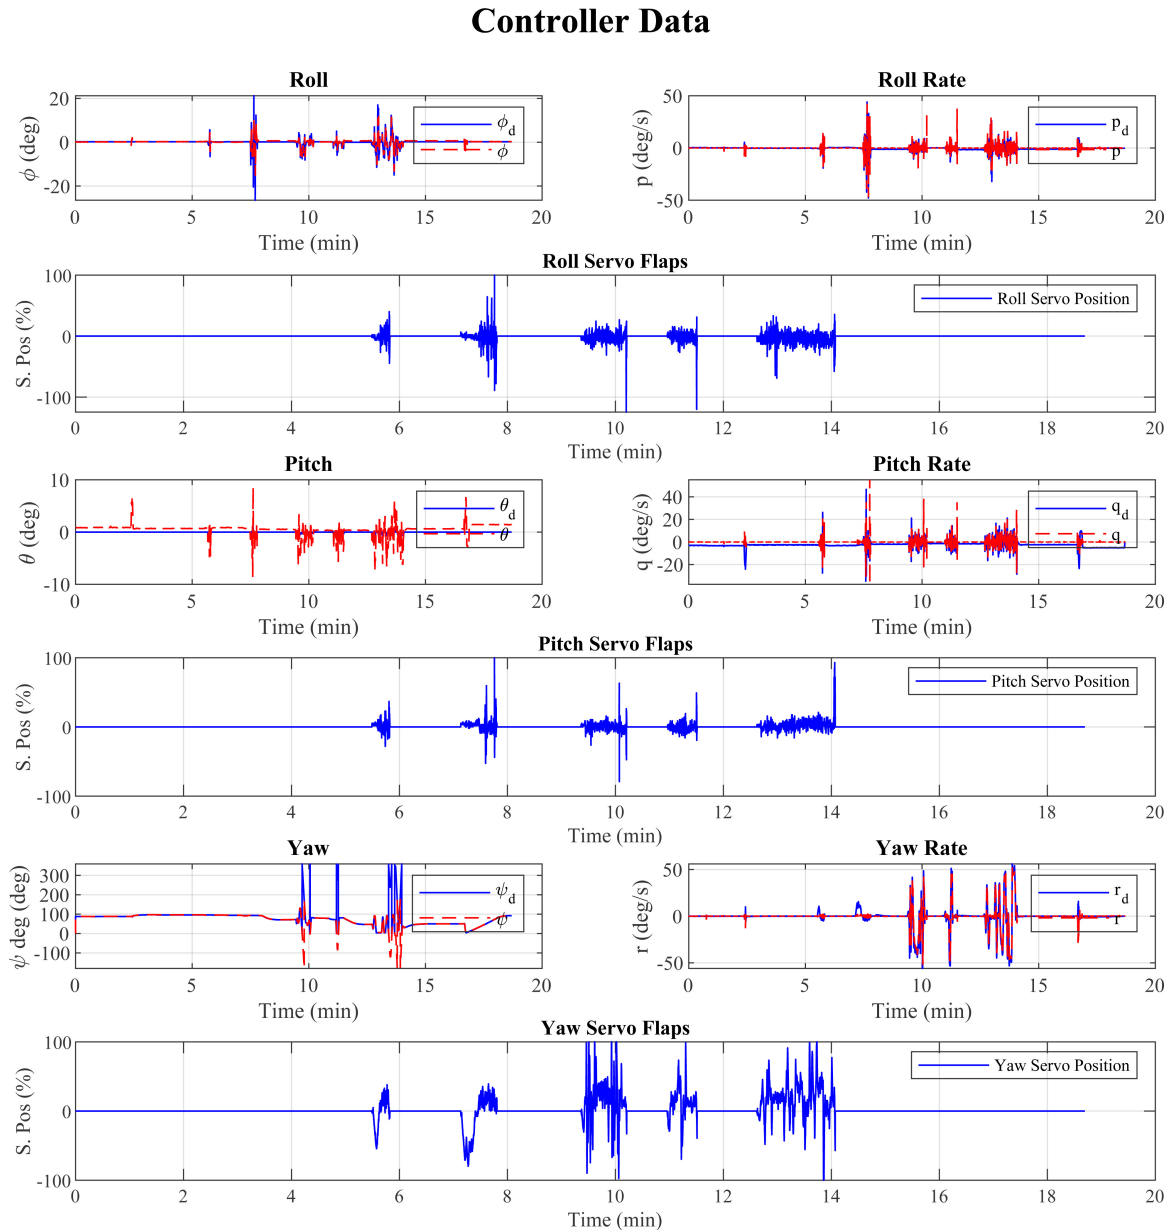 Controller Data
Roll
Roll Rate
ϕ (deg)
20
0
-20
ϕd
ϕ
0 5 10 15 20
Time (min)
p (deg/s)
50
0
-50
pd
p
0 5 10 15 20
Time (min)
Roll Servo Flaps
S. Pos (%)
100
0
-100
Roll Servo Position
0 2 4 6 8 10 12 14 16 18 20
Time (min)
Pitch
Pitch Rate
θ (deg)
10
0
-10
θd
θ
0 5 10 15 20
Time (min)
q (deg/s)
40
20
0
-20
qd
q
0 5 10 15 20
Time (min)
Pitch Servo Flaps
S. Pos (%)
100
0
-100
Pitch Servo Position
0 2 4 6 8 10 12 14 16 18 20
Time (min)
Yaw
Yaw Rate
ψ deg (deg)
300
200
100
0
-100
ψd
ψ
0 5 10 15 20
Time (min)
r (deg/s)
50
0
-50
rd
r
0 5 10 15 20
Time (min)
Yaw Servo Flaps
S. Pos (%)
100
0
-100
Yaw Servo Position
0 2 4 6 8 10 12 14 16 18 20
Time (min)